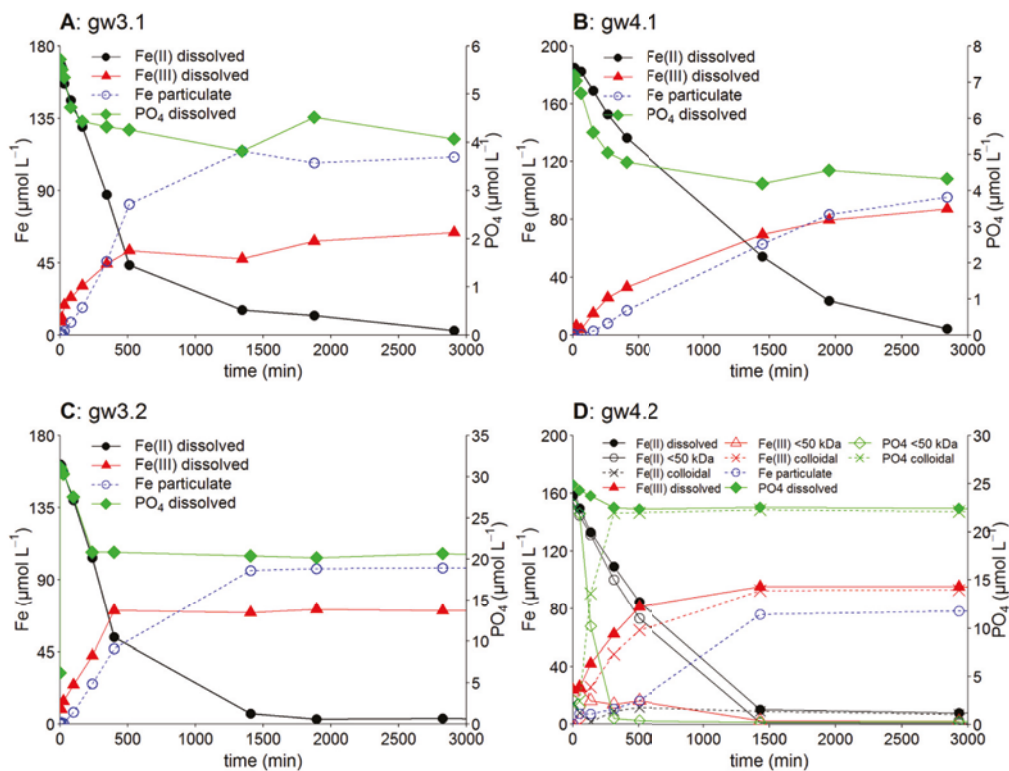 A: gw3.1
Fe(II) dissolved
Fe(III) dissolved
Fe particulate
PO₄ dissolved
180
135
90
45
0
Fe (µmol L⁻¹)
6
5
4
3
2
1
0
PO₄ (µmol L⁻¹)
0 500 1000 1500 2000 2500 3000
time (min)
B: gw4.1
Fe(II) dissolved
Fe(III) dissolved
Fe particulate
PO₄ dissolved
200
160
120
80
40
0
Fe (µmol L⁻¹)
8
7
6
5
4
3
2
1
0
PO₄ (µmol L⁻¹)
0 500 1000 1500 2000 2500 3000
time (min)
C: gw3.2
Fe(II) dissolved
Fe(III) dissolved
Fe particulate
PO₄ dissolved
180
135
90
45
0
Fe (µmol L⁻¹)
35
30
25
20
15
10
5
0
PO₄ (µmol L⁻¹)
0 500 1000 1500 2000 2500 3000
time (min)
D: gw4.2
Fe(II) dissolved
Fe(II) <50 kDa
Fe(II) colloidal
Fe(III) dissolved
Fe(III) <50 kDa
Fe(III) colloidal
Fe particulate
PO4 dissolved
PO4 <50 kDa
PO4 colloidal
200
160
120
80
40
0
Fe (µmol L⁻¹)
30
25
20
15
10
5
0
PO₄ (µmol L⁻¹)
0 500 1000 1500 2000 2500 3000
time (min)